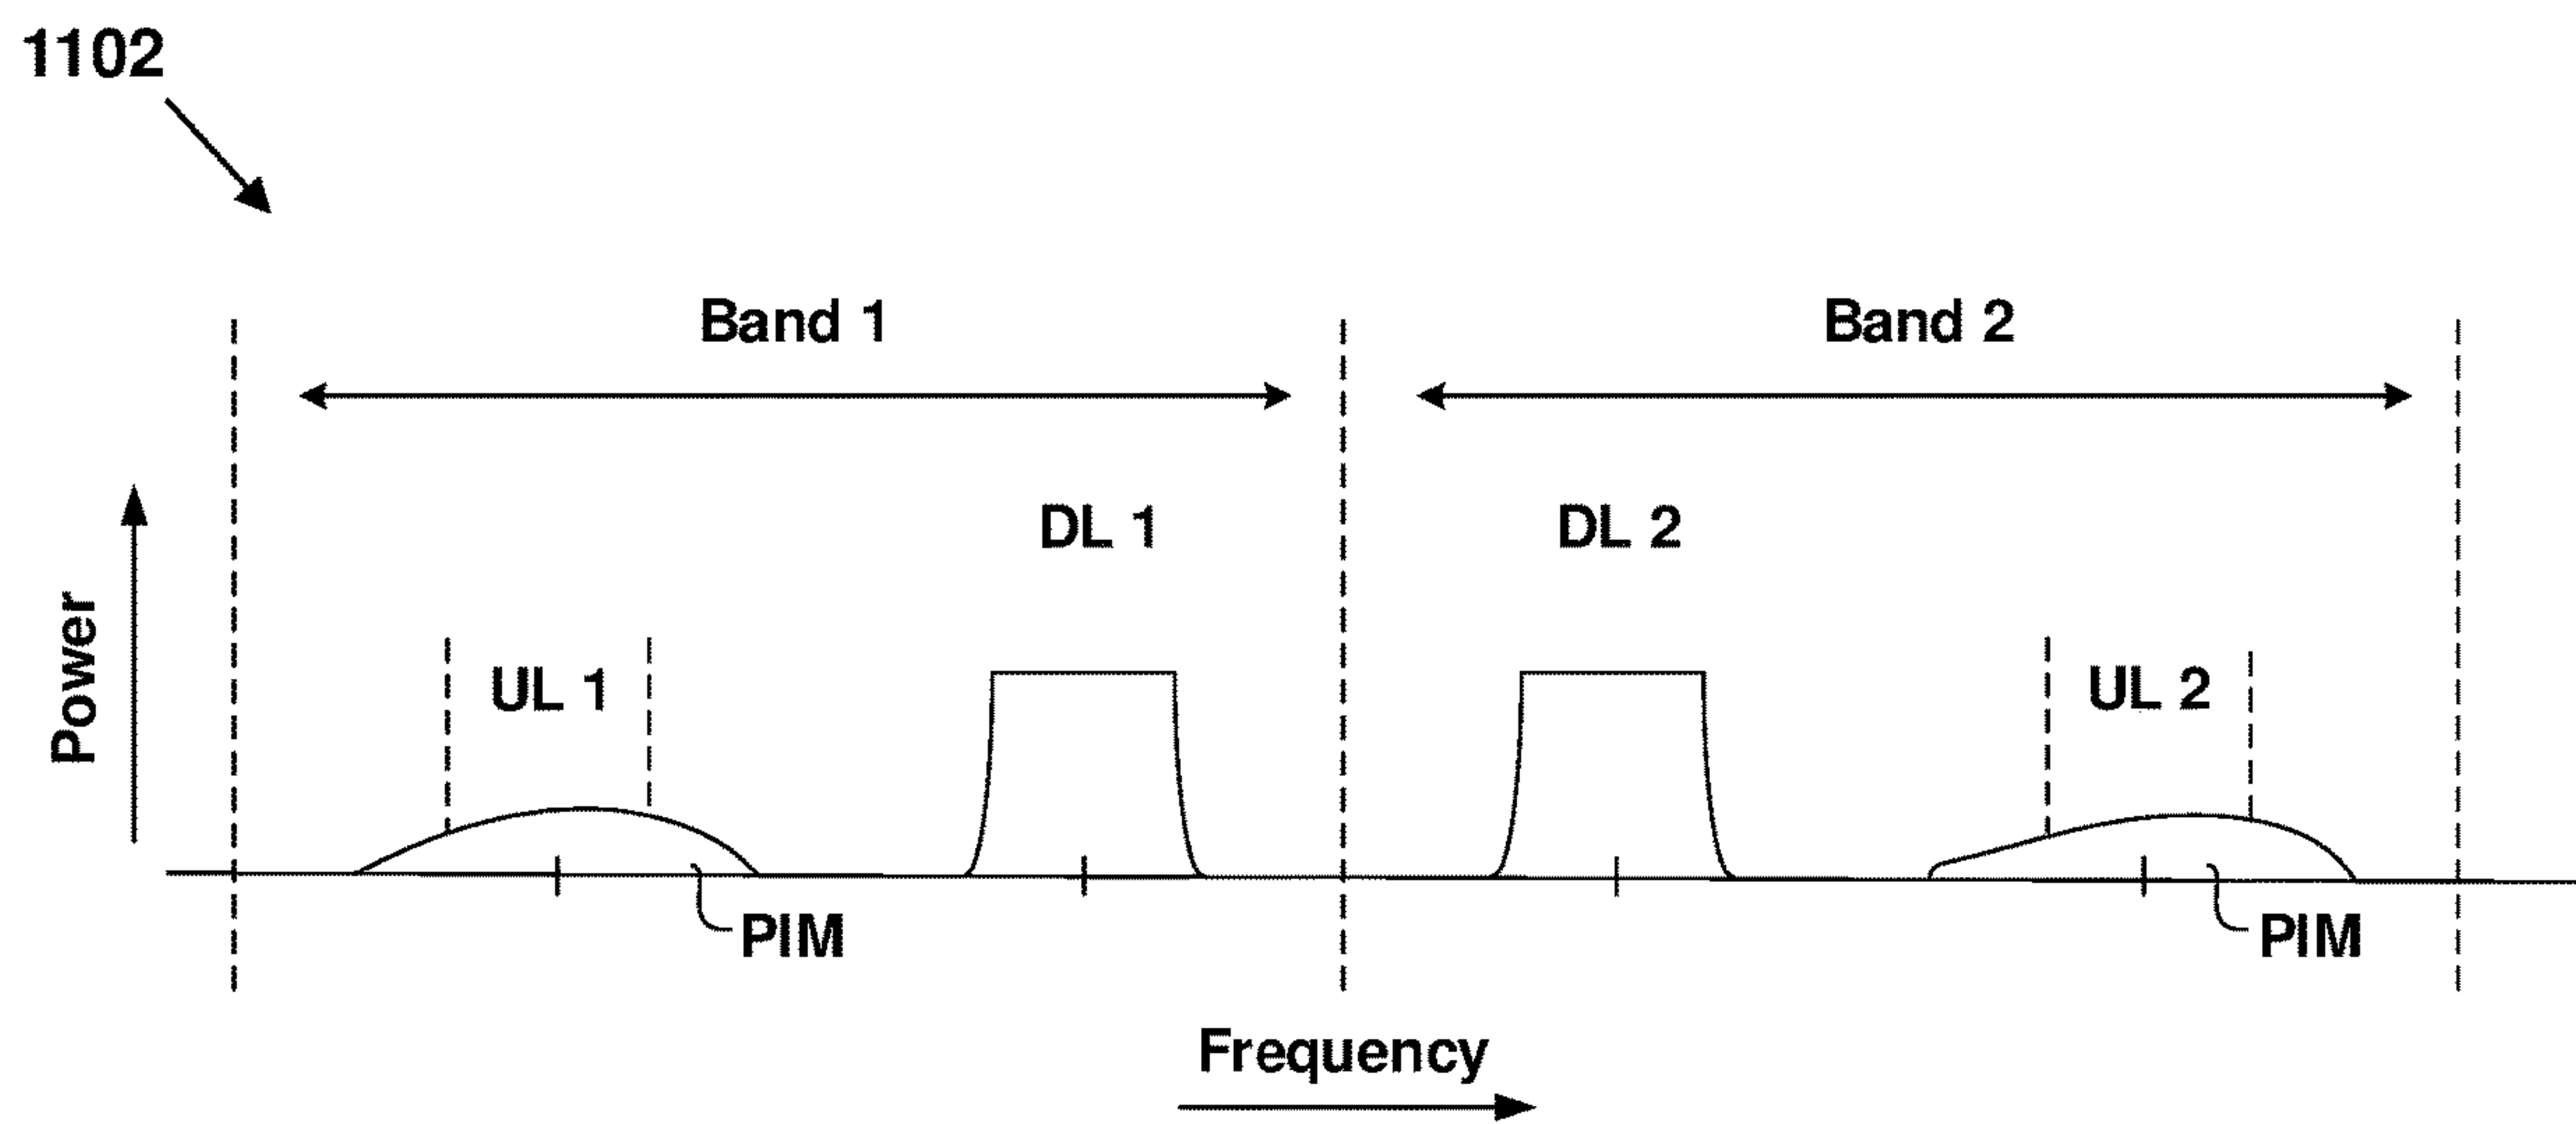 1102
Band 1
Band 2
DL 1
DL 2
Power
UL 1
UL 2
PIM
PIM
Frequency